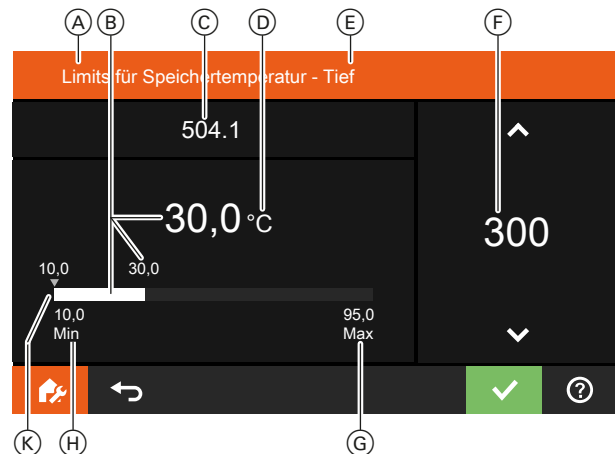 A B C D E F
Limits für Speichertemperatur - Tief
504.1
30,0 °C
300
10,0 30,0
10,0 95,0
Min Max
?
K H G